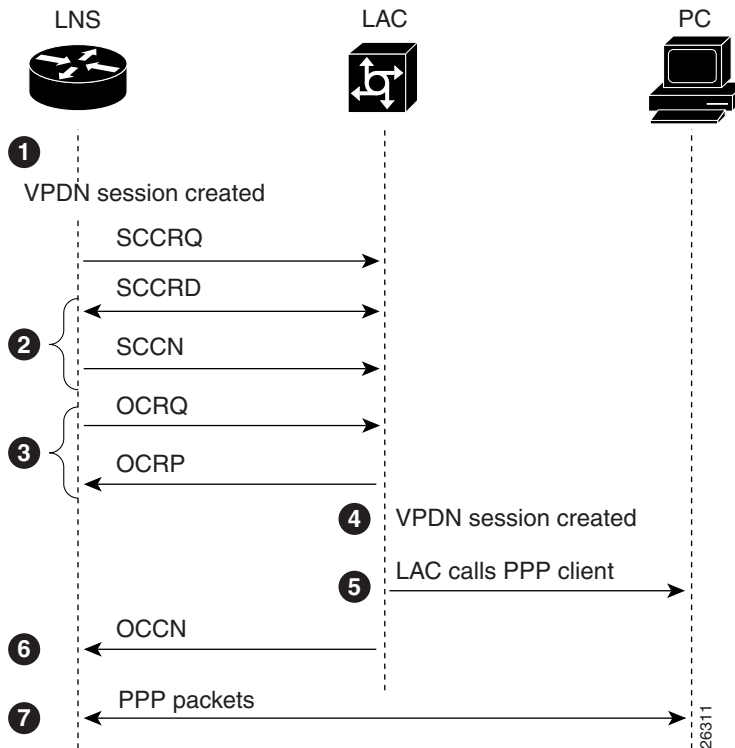 LNS
LAC
PC
1
VPDN session created
SCCRQ
SCCRD
2
SCCN
OCRQ
3
OCRP
4
VPDN session created
LAC calls PPP client
5
OCCN
6
PPP packets
7
26311